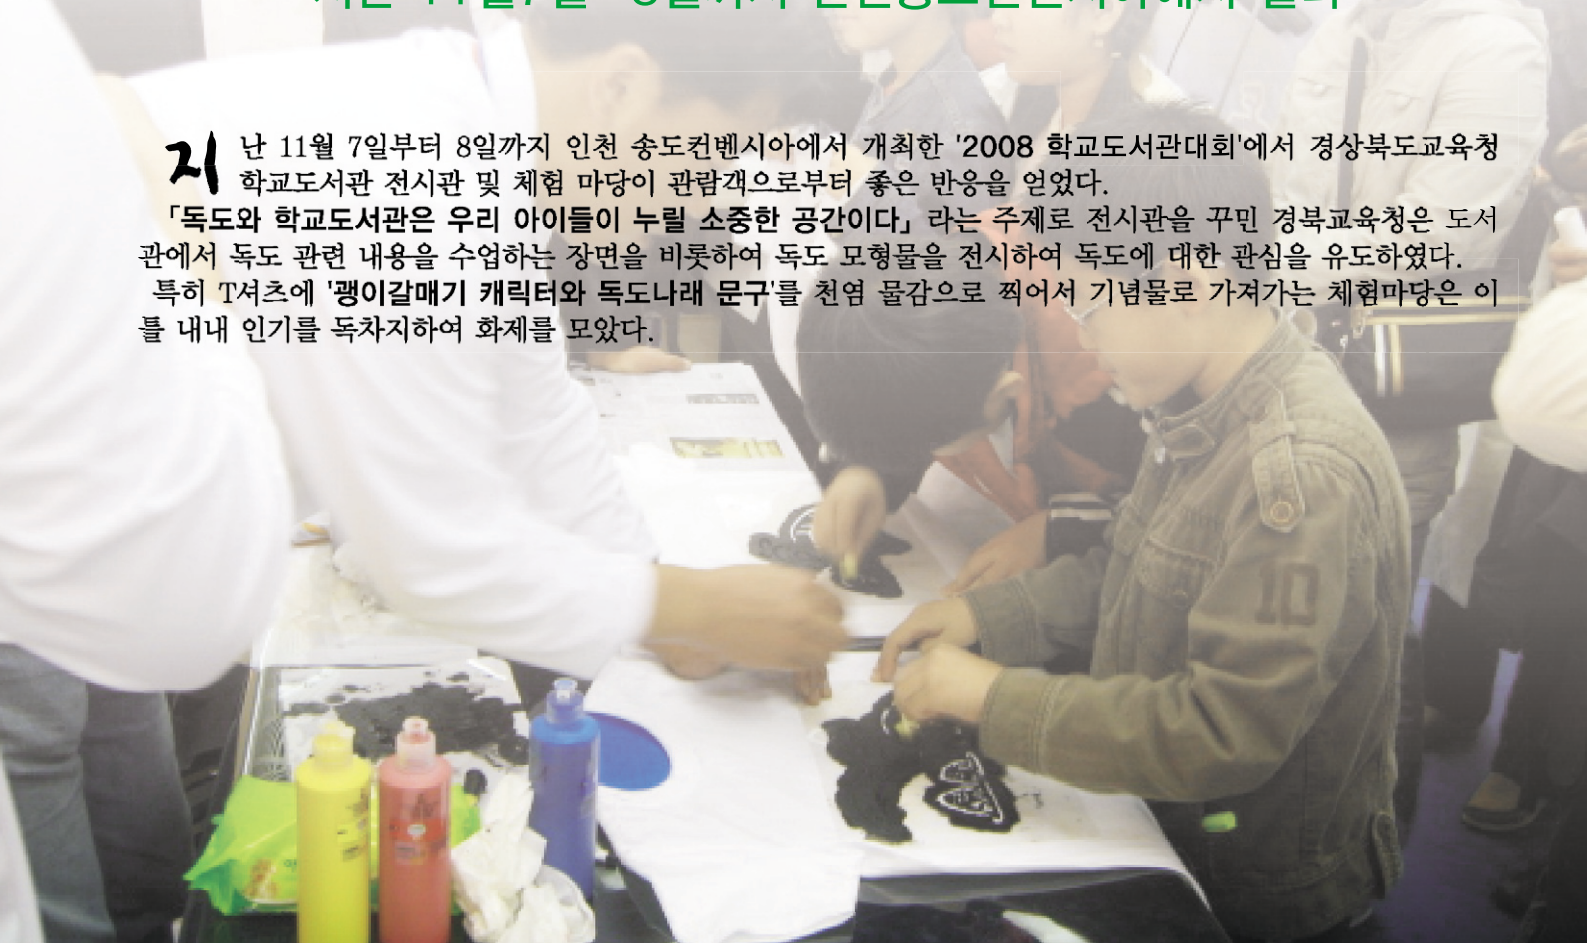 지난 11월 7일부터 8일까지 인천 송도컨벤시아에서 개최한 '2008 학교도서관대회'에서 경상북도교육청
학교도서관 전시관 및 체험 마당이 관람객으로부터 좋은 반응을 얻었다.
「독도와 학교도서관은 우리 아이들이 누릴 소중한 공간이다」 라는 주제로 전시관을 꾸민 경북교육청은 도서
관에서 독도 관련 내용을 수업하는 장면을 비롯하여 독도 모형물을 전시하여 독도에 대한 관심을 유도하였다.
특히 T셔츠에 '괭이갈매기 캐릭터와 독도나래 문구'를 천염 물감으로 찍어서 기념물로 가져가는 체험마당은 이
틀 내내 인기를 독차지하여 화제를 모았다.
10